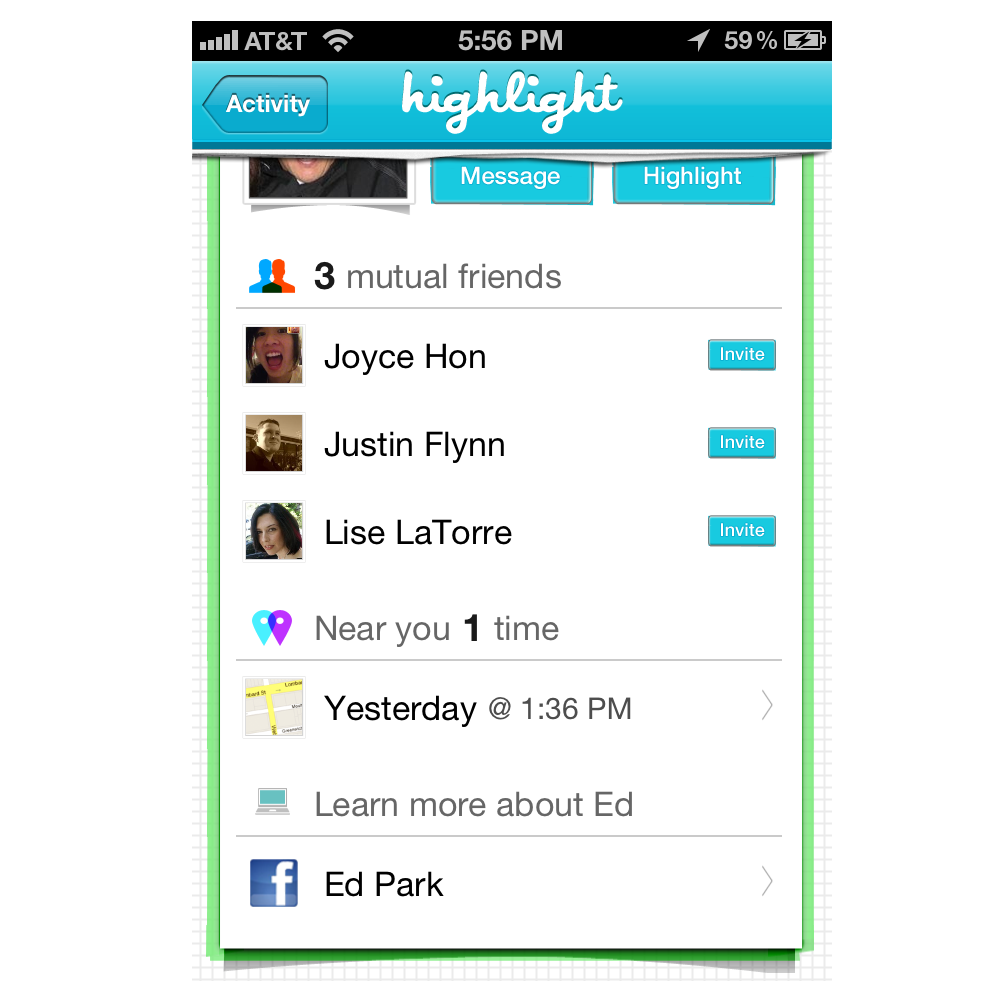 AT&T 5:56 PM 59 %
Activity highlight
Message Highlight
3 mutual friends
Joyce Hon Invite
Justin Flynn Invite
Lise LaTorre Invite
Near you 1 time
Yesterday @ 1:36 PM
Learn more about Ed
f Ed Park